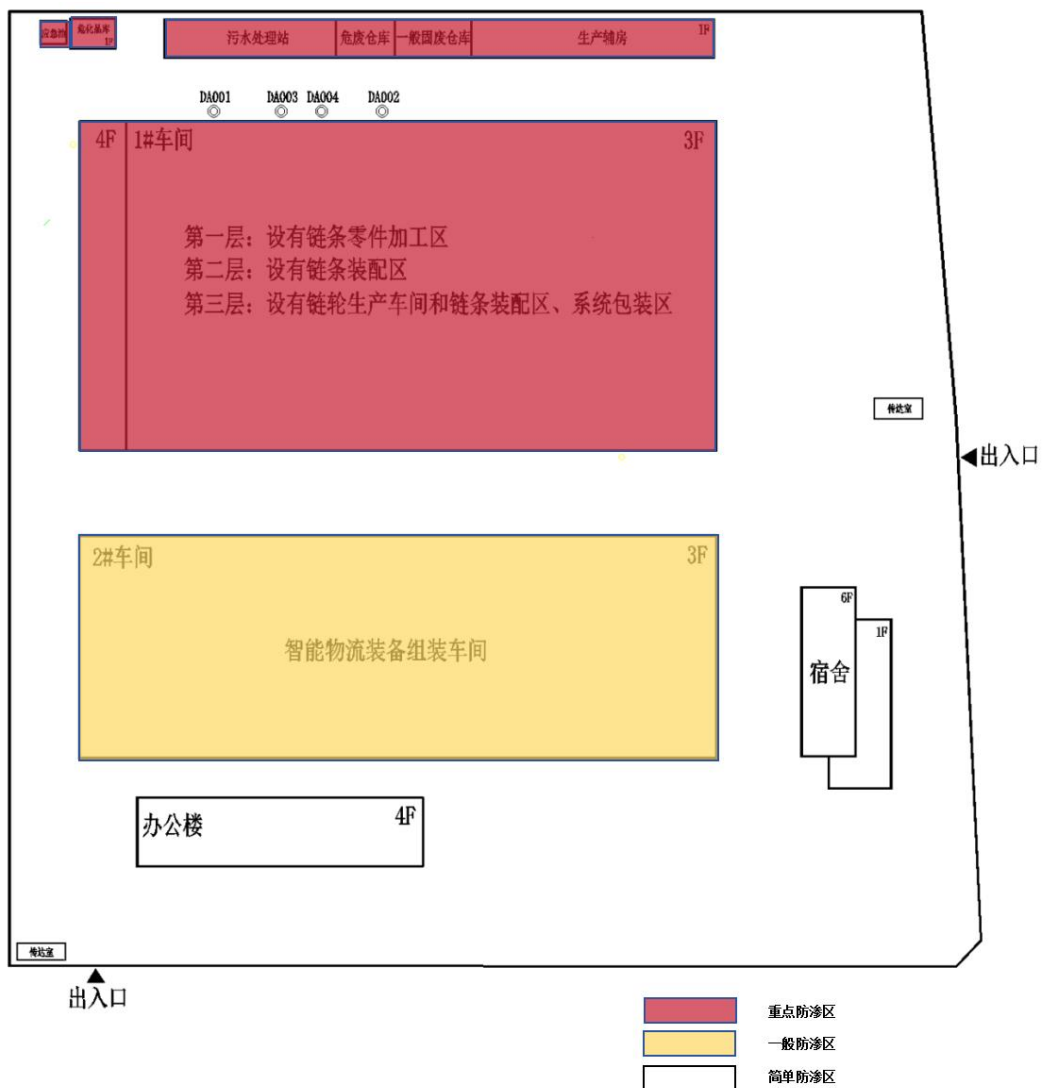 应急池
危化品库
1F
污水处理站
危废仓库
一般固废仓库
生产辅房
1F
DA001
DA003
DA004
DA002
4F
1#车间
3F
第一层：设有链条零件加工区
第二层：设有链条装配区
第三层：设有链轮生产车间和链条装配区、系统包装区
传达室
出入口
2#车间
3F
智能物流装备组装车间
6F
1F
宿舍
办公楼
4F
传达室
出入口
重点防渗区
一般防渗区
简单防渗区